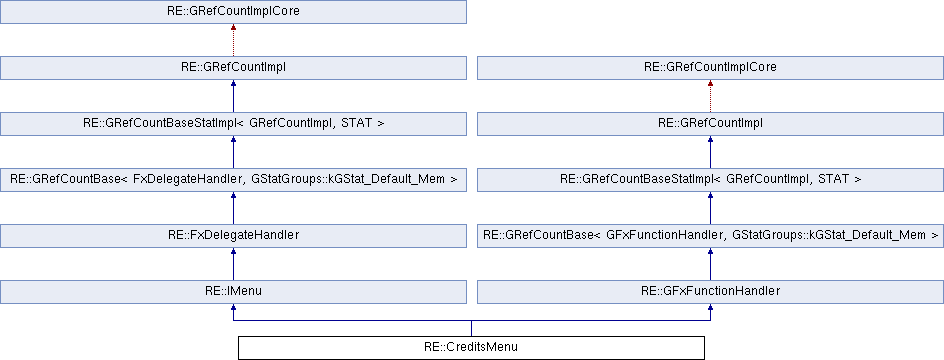 RE::GRefCountImplCore
RE::GRefCountImpl
RE::GRefCountImplCore
RE::GRefCountBaseStatImpl< GRefCountImpl, STAT >
RE::GRefCountImpl
RE::GRefCountBase< FxDelegateHandler, GStatGroups::kGStat_Default_Mem >
RE::GRefCountBaseStatImpl< GRefCountImpl, STAT >
RE::FxDelegateHandler
RE::GRefCountBase< GFxFunctionHandler, GStatGroups::kGStat_Default_Mem >
RE::IMenu
RE::GFxFunctionHandler
RE::CreditsMenu